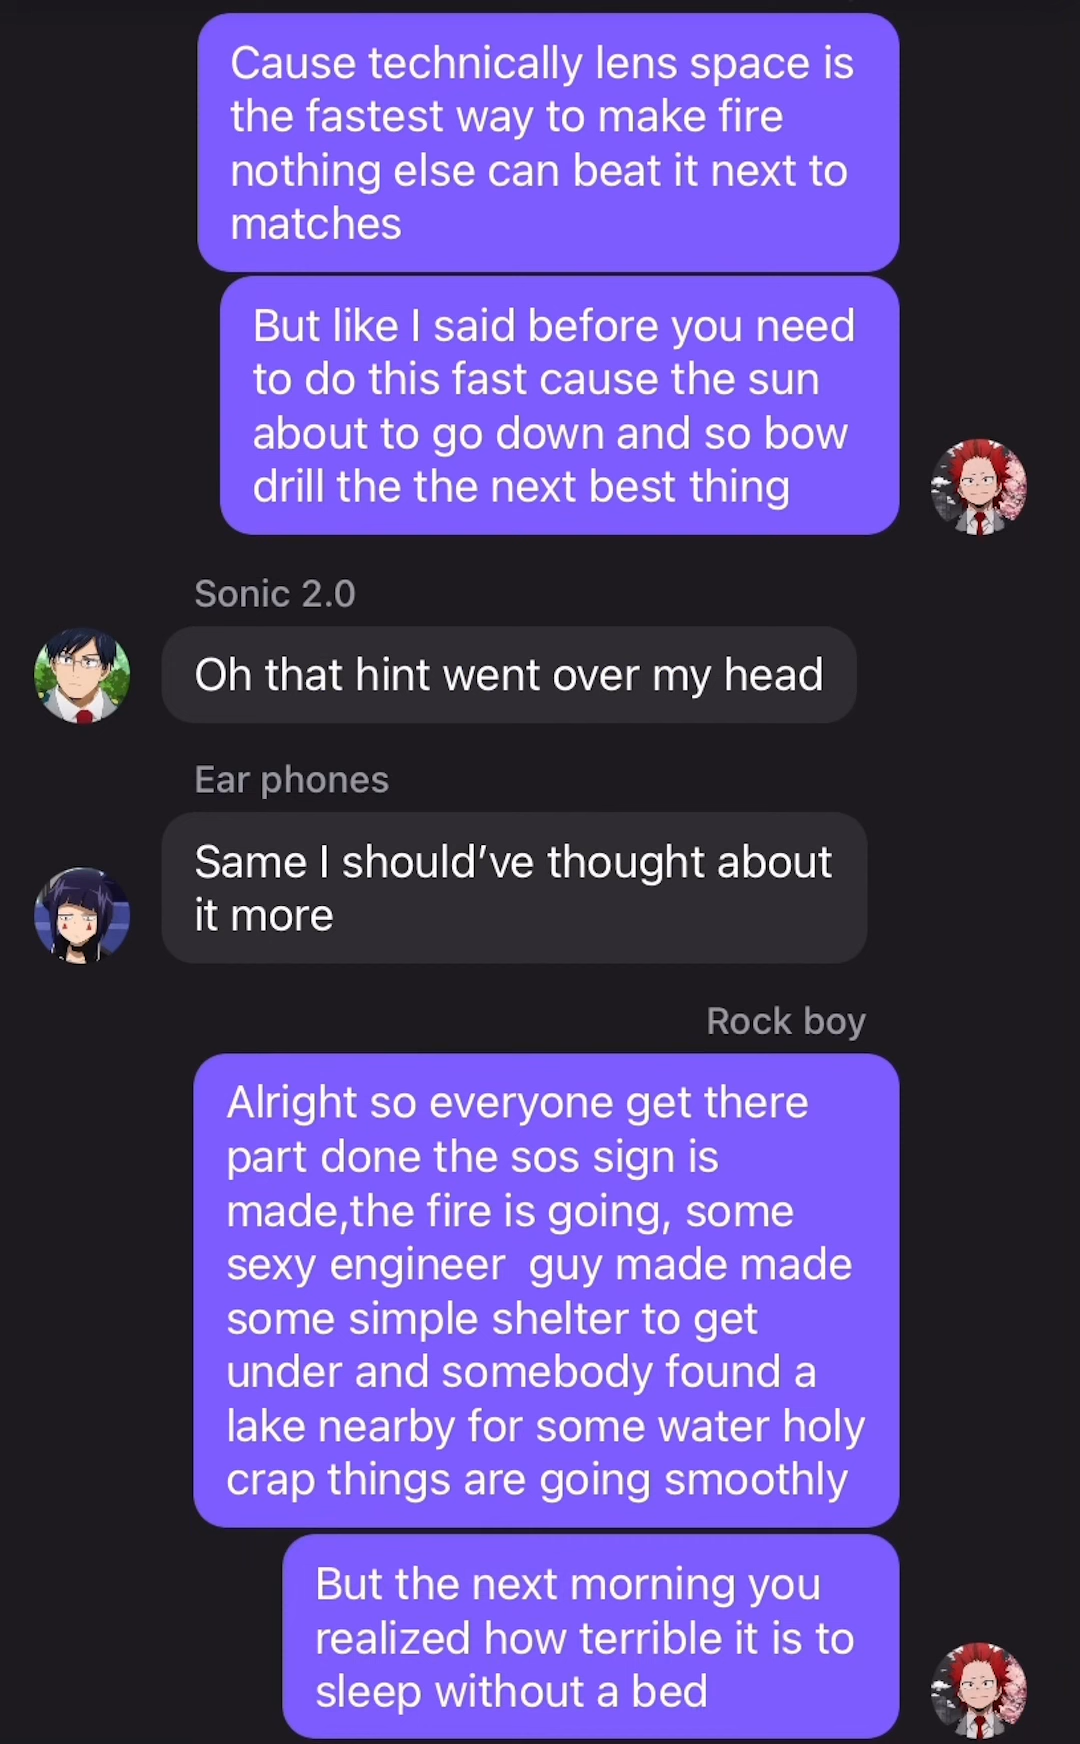 Cause technically lens space is
the fastest way to make fire
nothing else can beat it next to
matches
But like I said before you need
to do this fast cause the sun
about to go down and so bow
drill the the next best thing
Sonic 2.0
Oh that hint went over my head
Ear phones
Same I should’ve thought about
it more
Rock boy
Alright so everyone get there
part done the sos sign is
made,the fire is going, some
sexy engineer  guy made made
some simple shelter to get
under and somebody found a
lake nearby for some water holy
crap things are going smoothly
But the next morning you
realized how terrible it is to
sleep without a bed